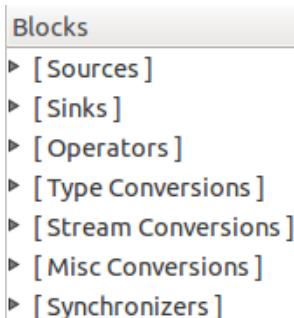 Blocks
[ Sources ]
[ Sinks ]
[ Operators ]
[ Type Conversions ]
[ Stream Conversions ]
[ Misc Conversions ]
[ Synchronizers ]